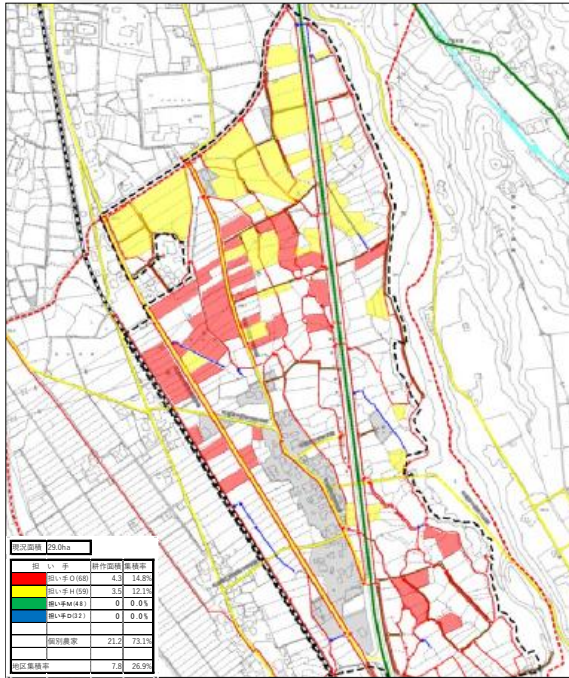 現況面積 29.0ha
担い手 耕作面積 集積率
担い手O(68) 4.3 14.8%
担い手H(59) 3.5 12.1%
担い手M(48) 0 0.0%
担い手D(32) 0 0.0%
個別農家 21.2 73.1%
地区集積率 7.8 26.9%